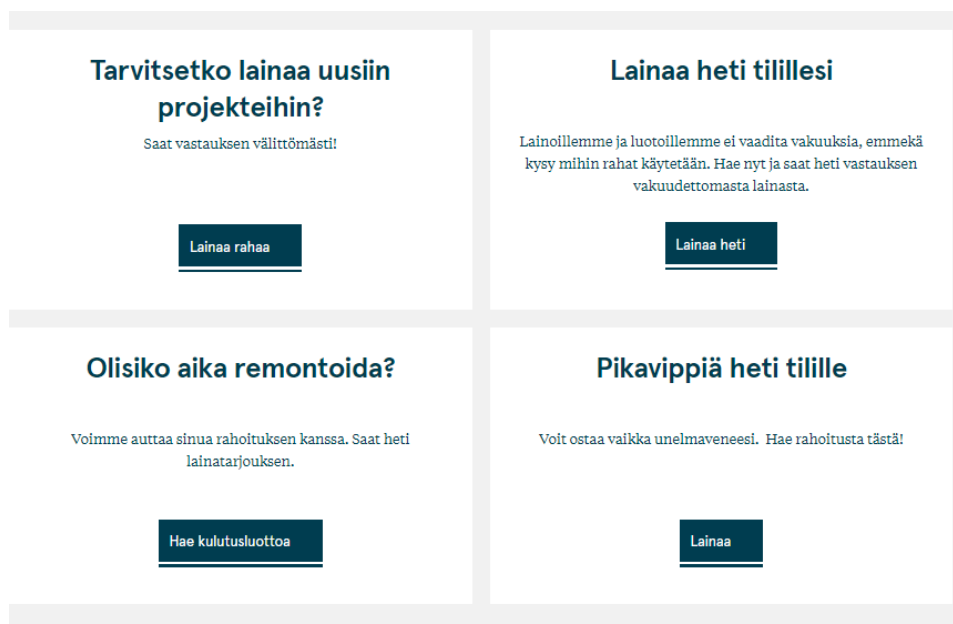 Tarvitsetko lainaa uusiin
projekteihin?
Saat vastauksen välittömästi!
Lainaa rahaa
Lainaa heti tilillesi
Lainoillemme ja luotoillemme ei vaadita vakuuksia, emmekä
kysy mihin rahat käytetään. Hae nyt ja saat heti vastauksen
vakuudettomasta lainasta.
Lainaa heti
Olisiko aika remontoida?
Voimme auttaa sinua rahoituksen kanssa. Saat heti
lainatarjouksen.
Hae kulutusluottoa
Pikavippiä heti tilille
Voit ostaa vaikka unelmaveneesi.  Hae rahoitusta tästä!
Lainaa